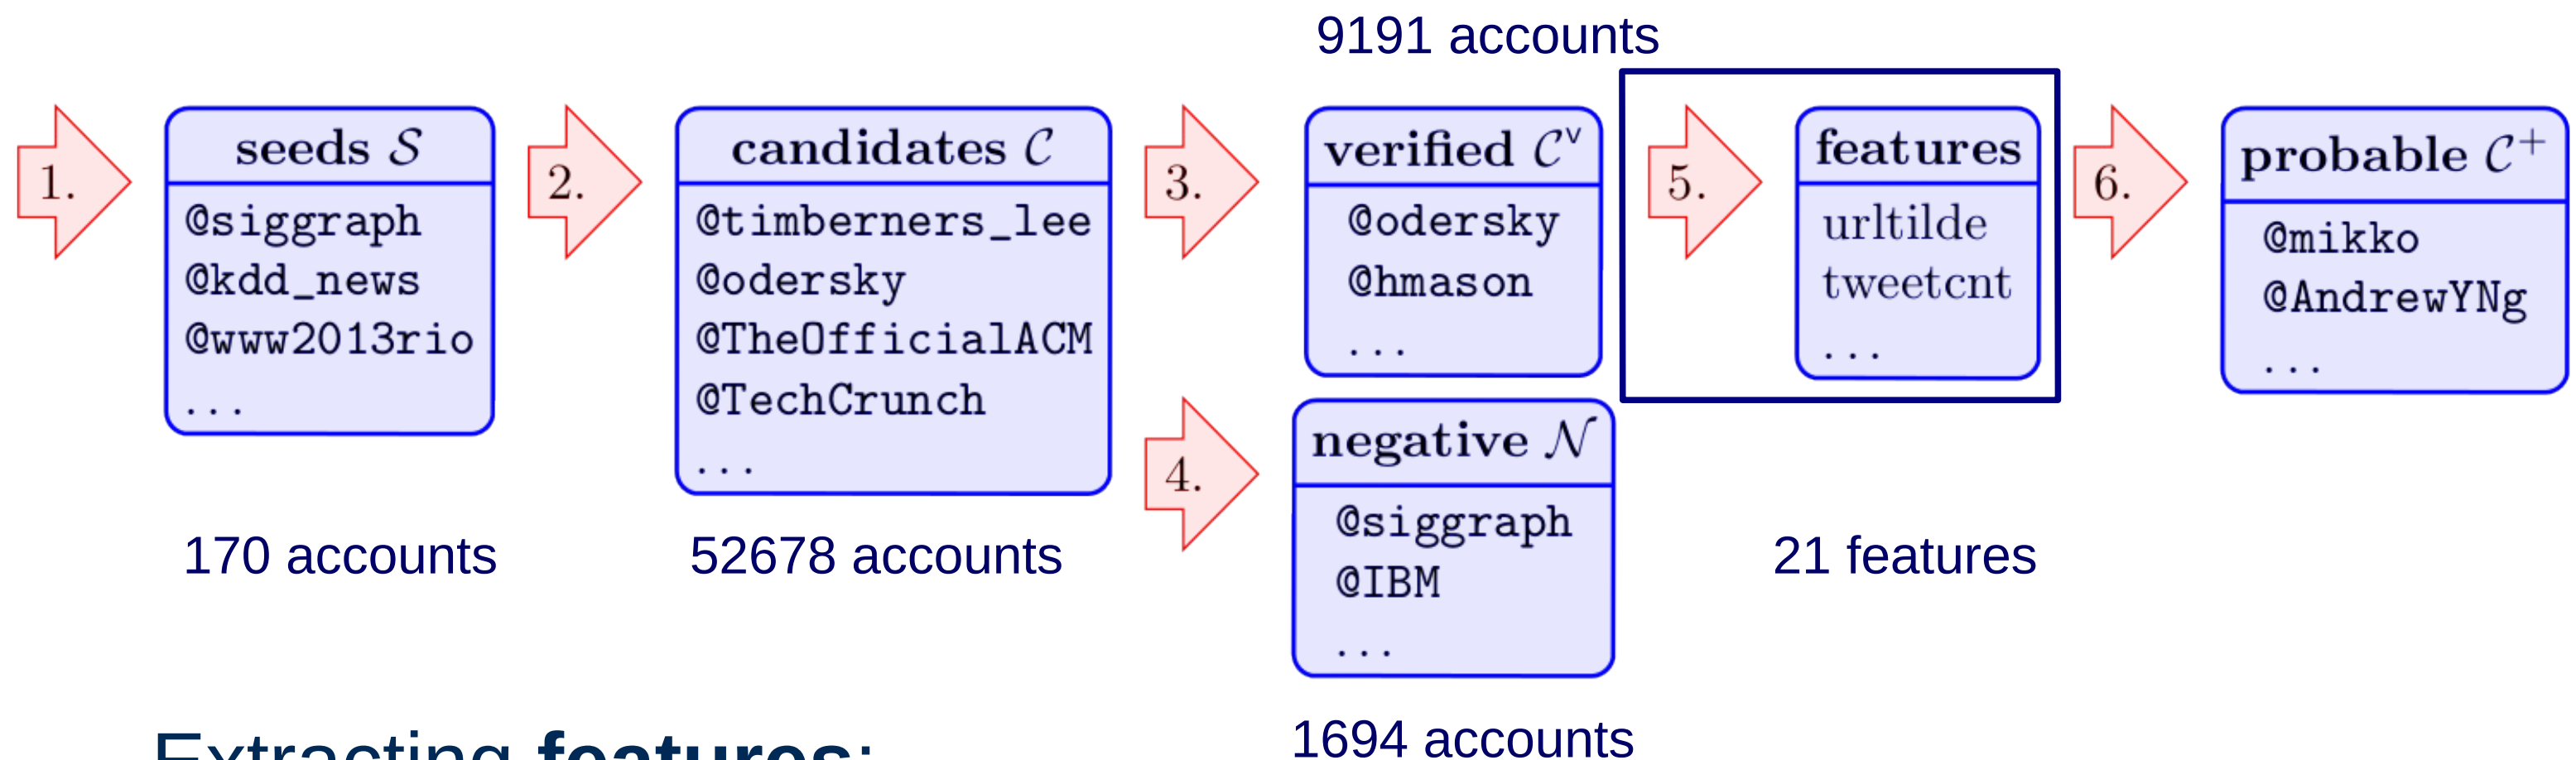 9191 accounts
1.
seeds 𝒮
@siggraph
@kdd_news
@www2013rio
...
170 accounts
2.
candidates 𝒞
@timberners_lee
@odersky
@TheOfficialACM
@TechCrunch
...
52678 accounts
3.
verified 𝒞ᵛ
@odersky
@hmason
...
4.
negative 𝒩
@siggraph
@IBM
...
1694 accounts
5.
features
urltilde
tweetcnt
...
21 features
6.
probable 𝒞⁺
@mikko
@AndrewYNg
...
Extracting features: